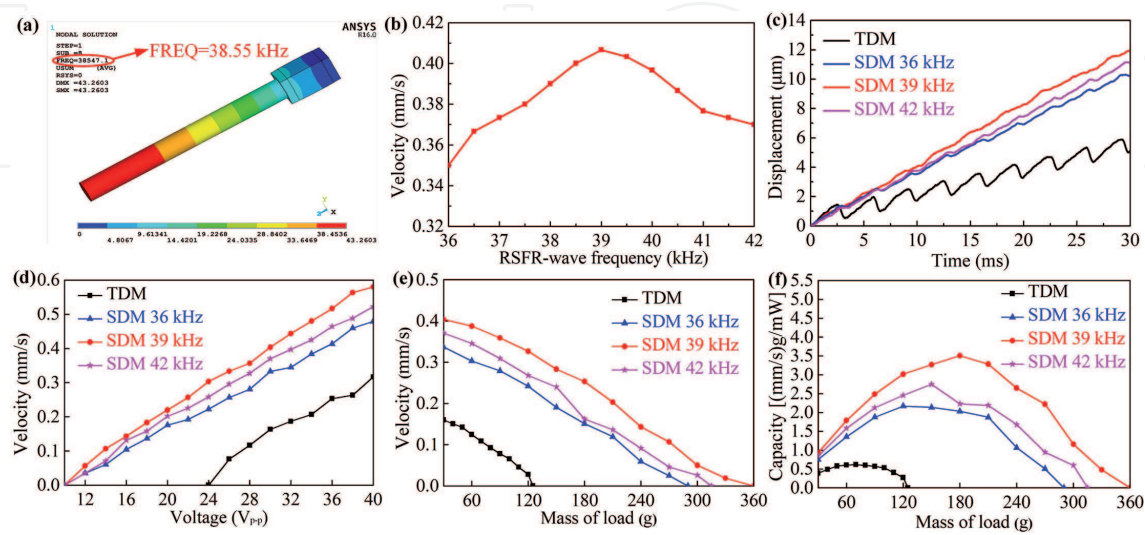 (a)
1
NODAL SOLUTION
STEP=1
SUB =8
FREQ=38547.1
USUM (AVG)
RSYS=0
DMX =43.2603
SMX =43.2603
FREQ=38.55 kHz
ANSYS
R16.0
Y
Z X
0 9.61341 19.2268 28.8402 38.4536
4.8067 14.4201 24.0335 33.6469 43.2603
(b)
Velocity (mm/s)
0.42
0.40
0.38
0.36
0.34
0.32
36 37 38 39 40 41 42
RSFR-wave frequency (kHz)
(c)
Displacement (μm)
14
12
10
8
6
4
2
0
TDM
SDM 36 kHz
SDM 39 kHz
SDM 42 kHz
0 5 10 15 20 25 30
Time (ms)
(d)
Velocity (mm/s)
0.6
0.5
0.4
0.3
0.2
0.1
0.0
TDM
SDM 36 kHz
SDM 39 kHz
SDM 42 kHz
12 16 20 24 28 32 36 40
Voltage (Vp-p)
(e)
Velocity (mm/s)
0.5
0.4
0.3
0.2
0.1
0.0
TDM
SDM 36 kHz
SDM 39 kHz
SDM 42 kHz
60 120 180 240 300 360
Mass of load (g)
(f)
Capacity [(mm/s)g/mW]
5.5
5.0
4.5
4.0
3.5
3.0
2.5
2.0
1.5
1.0
0.5
0.0
TDM
SDM 36 kHz
SDM 39 kHz
SDM 42 kHz
60 120 180 240 300 360
Mass of load (g)